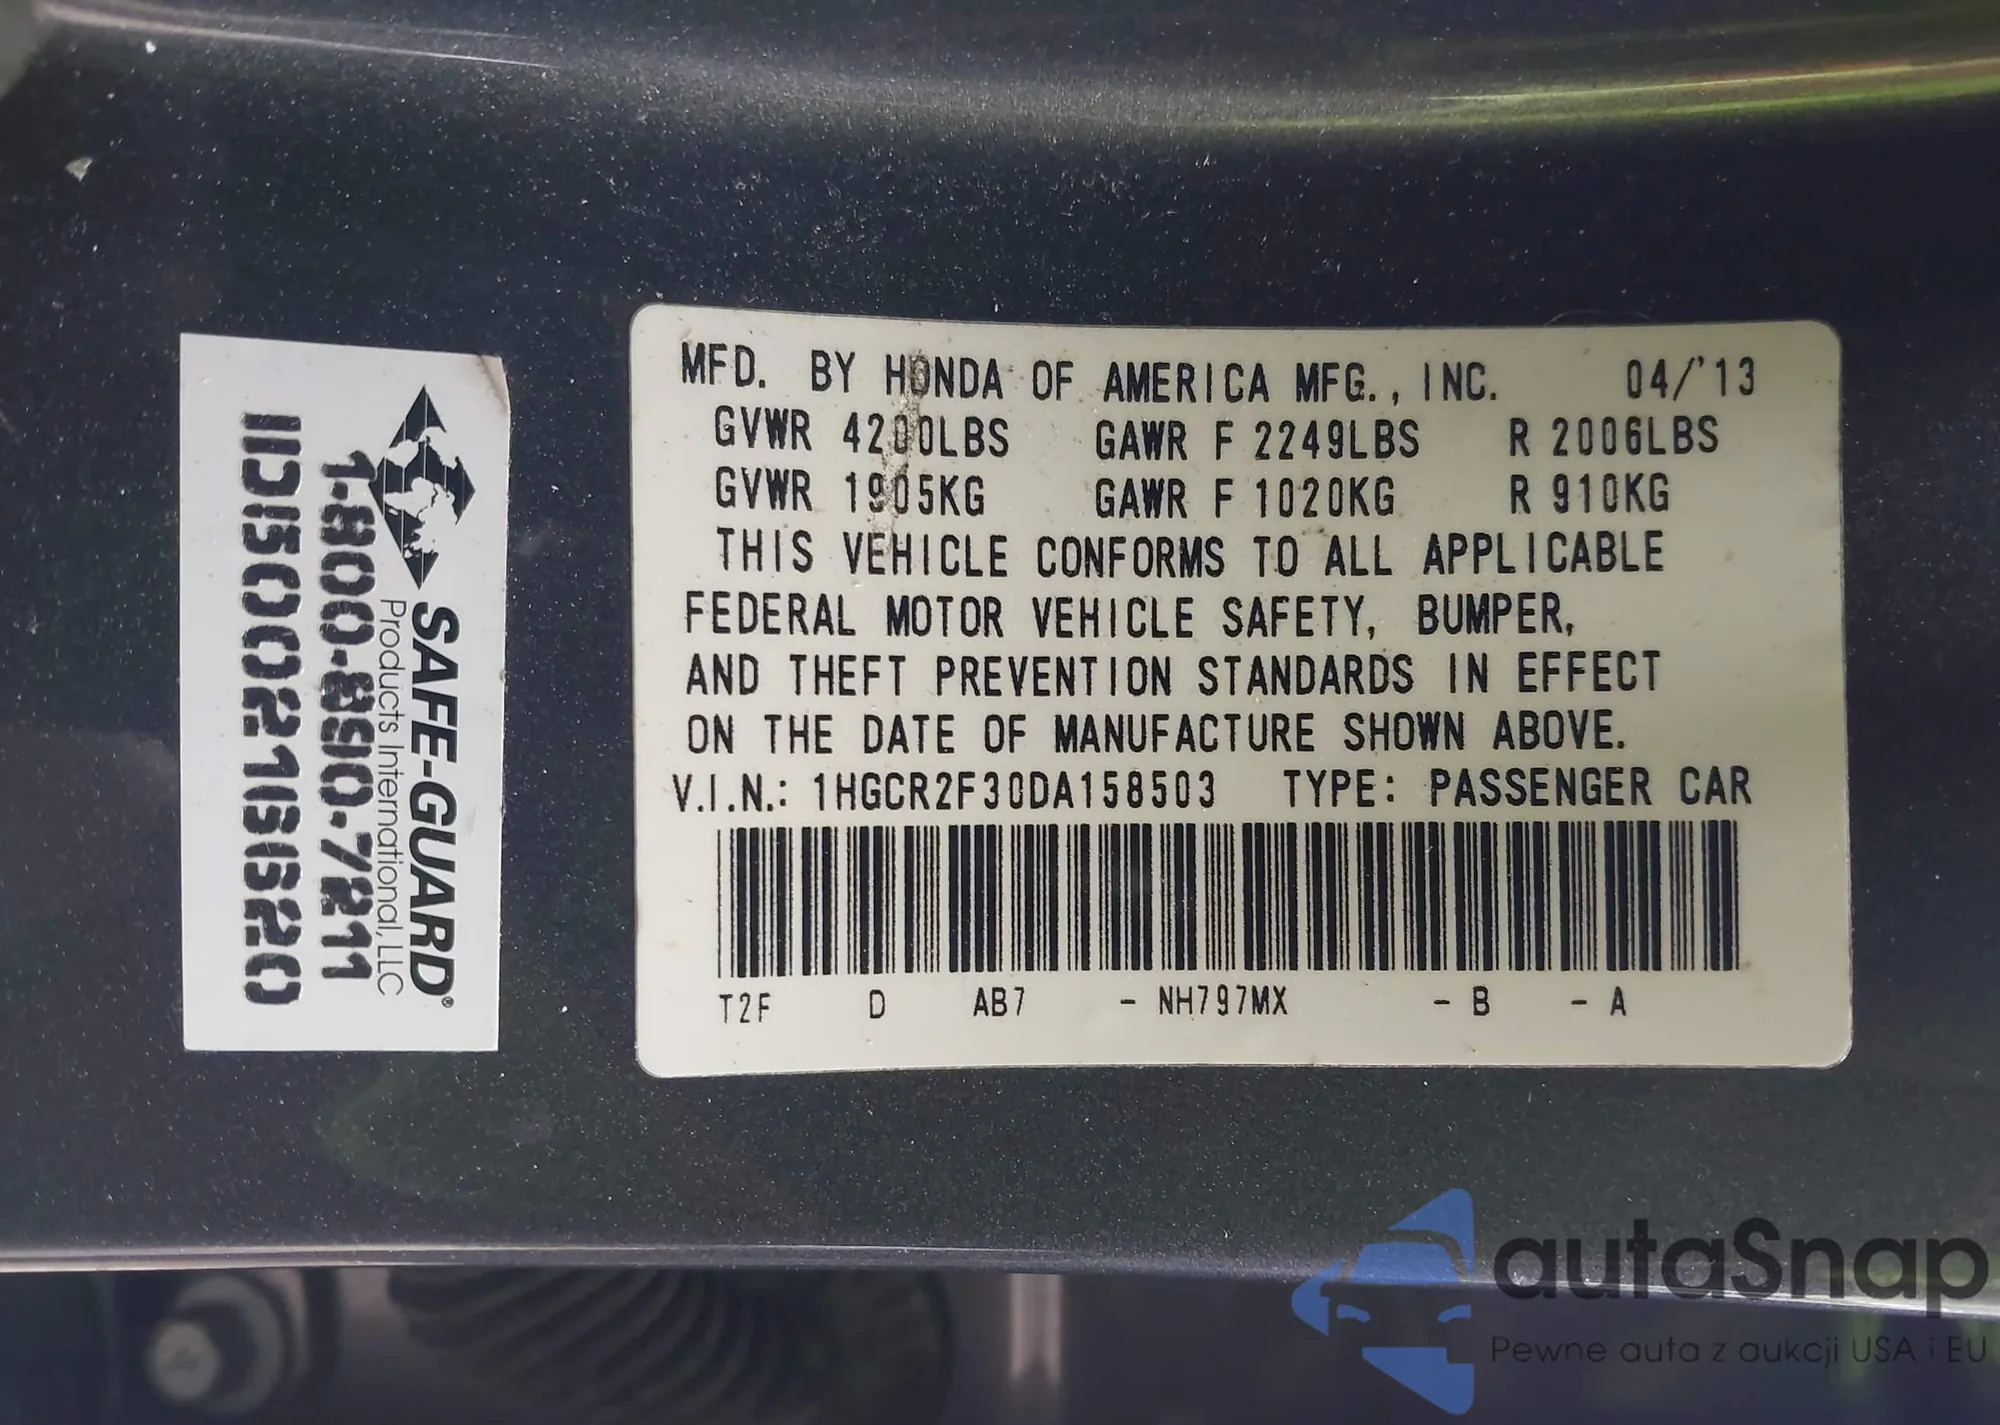 SAFE-GUARD®
Products International, LLC
1.800.890.7211
MFD. BY HONDA OF AMERICA MFG., INC. 04/'13
GVWR 4200LBS GAWR F 2249LBS R 2006LBS
GVWR 1905KG GAWR F 1020KG R 910KG
THIS VEHICLE CONFORMS TO ALL APPLICABLE
FEDERAL MOTOR VEHICLE SAFETY, BUMPER,
AND THEFT PREVENTION STANDARDS IN EFFECT
ON THE DATE OF MANUFACTURE SHOWN ABOVE.
V.I.N.: 1HGCR2F30DA158503 TYPE: PASSENGER CAR
T2F D AB7 - NH797MX - B - A
autaSnap
Pewne auta z aukcji USA i EU